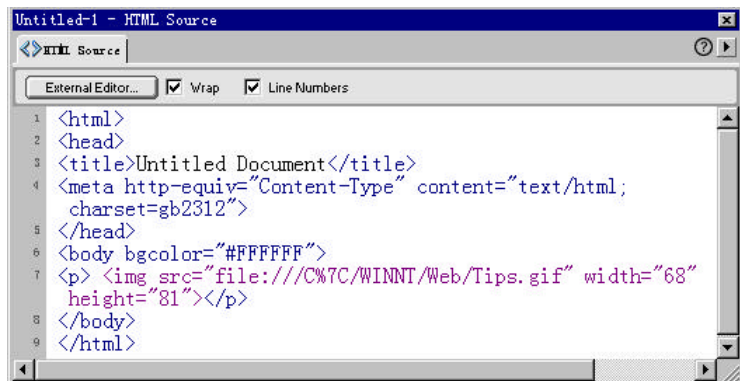 Untitled-1 - HTML Source
HTML Source
External Editor... Wrap Line Numbers
1 <html>
2 <head>
3 <title>Untitled Document</title>
4 <meta http-equiv="Content-Type" content="text/html;
charset=gb2312">
5 </head>
6 <body bgcolor="#FFFFFF">
7 <p> <img src="file:///C%7C/WINNT/Web/Tips.gif" width="68"
height="81"></p>
8 </body>
9 </html>